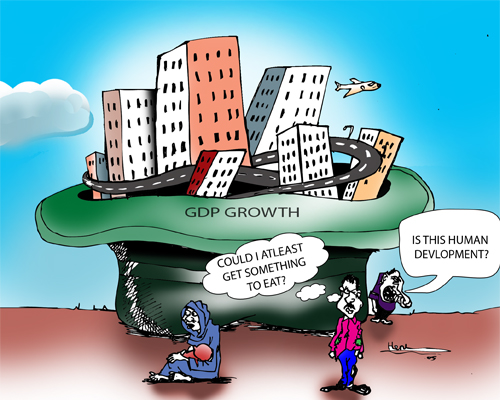 GDP GROWTH
COULD I ATLEAST
GET SOMETHING
TO EAT?
IS THIS HUMAN
DEVLOPMENT?